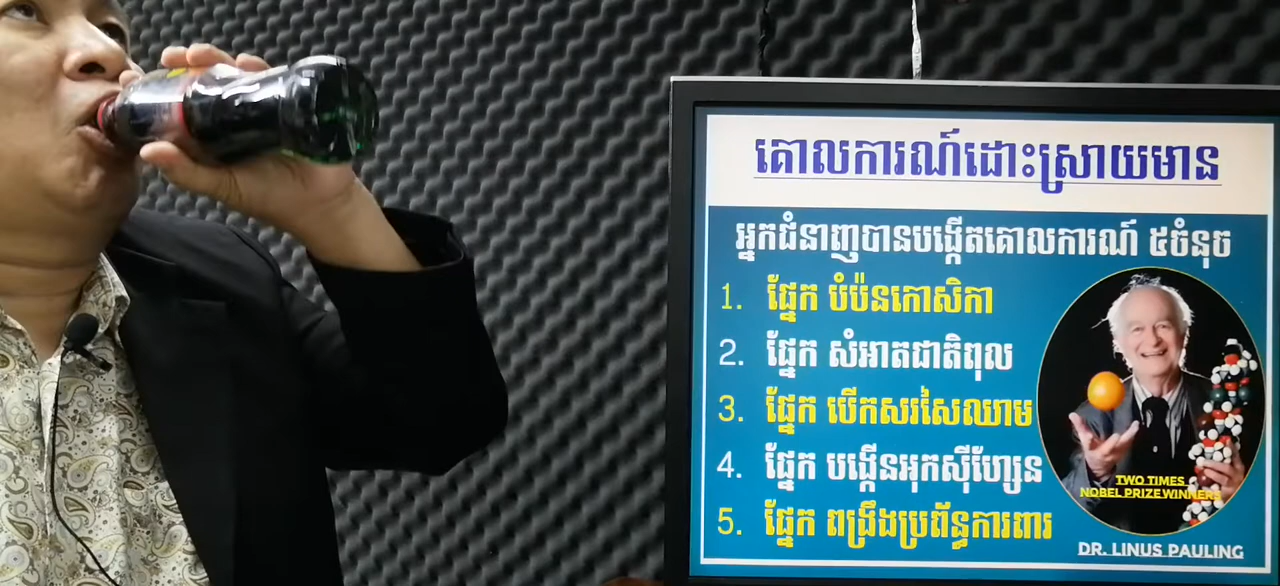 គោលការណ៍ដោះស្រាយមាន
អ្នកជំនាញបានបង្កើតគោលការណ៍ ៥ចំនុច
1. ផ្នែក បំប៉នកោសិកា
2. ផ្នែក សំអាតជាតិពុល
3. ផ្នែក បើកសរសៃឈាម
4. ផ្នែក បង្កើនអុកស៊ីហ្សែន
5. ផ្នែក ពង្រឹងប្រព័ន្ធការពារ
TWO TIMES
NOBEL PRIZE WINNERS
DR. LINUS PAULING